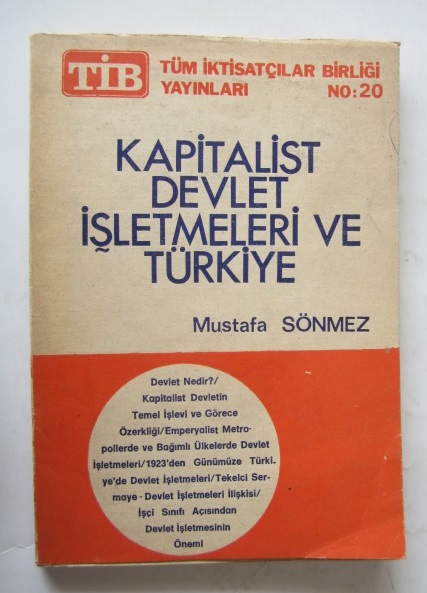 TİB
TÜM İKTİSATÇILAR BİRLİĞİ
YAYINLARI NO:20
KAPİTALİST
DEVLET
İŞLETMELERİ VE
TÜRKİYE
Mustafa SÖNMEZ
Devlet Nedir?/
Kapitalist Devletin
Temel İşlevi ve Görece
Özerkliği/Emperyalist Metro-
pollerde ve Bağımlı Ülkelerde Devlet
İşletmeleri/1923'den Günümüze Türki-
ye'de Devlet İşletmeleri/Tekelci Ser-
maye - Devlet İşletmeleri İlişkisi/
İşçi Sınıfı Açısından
Devlet İşletmesinin
Önemi